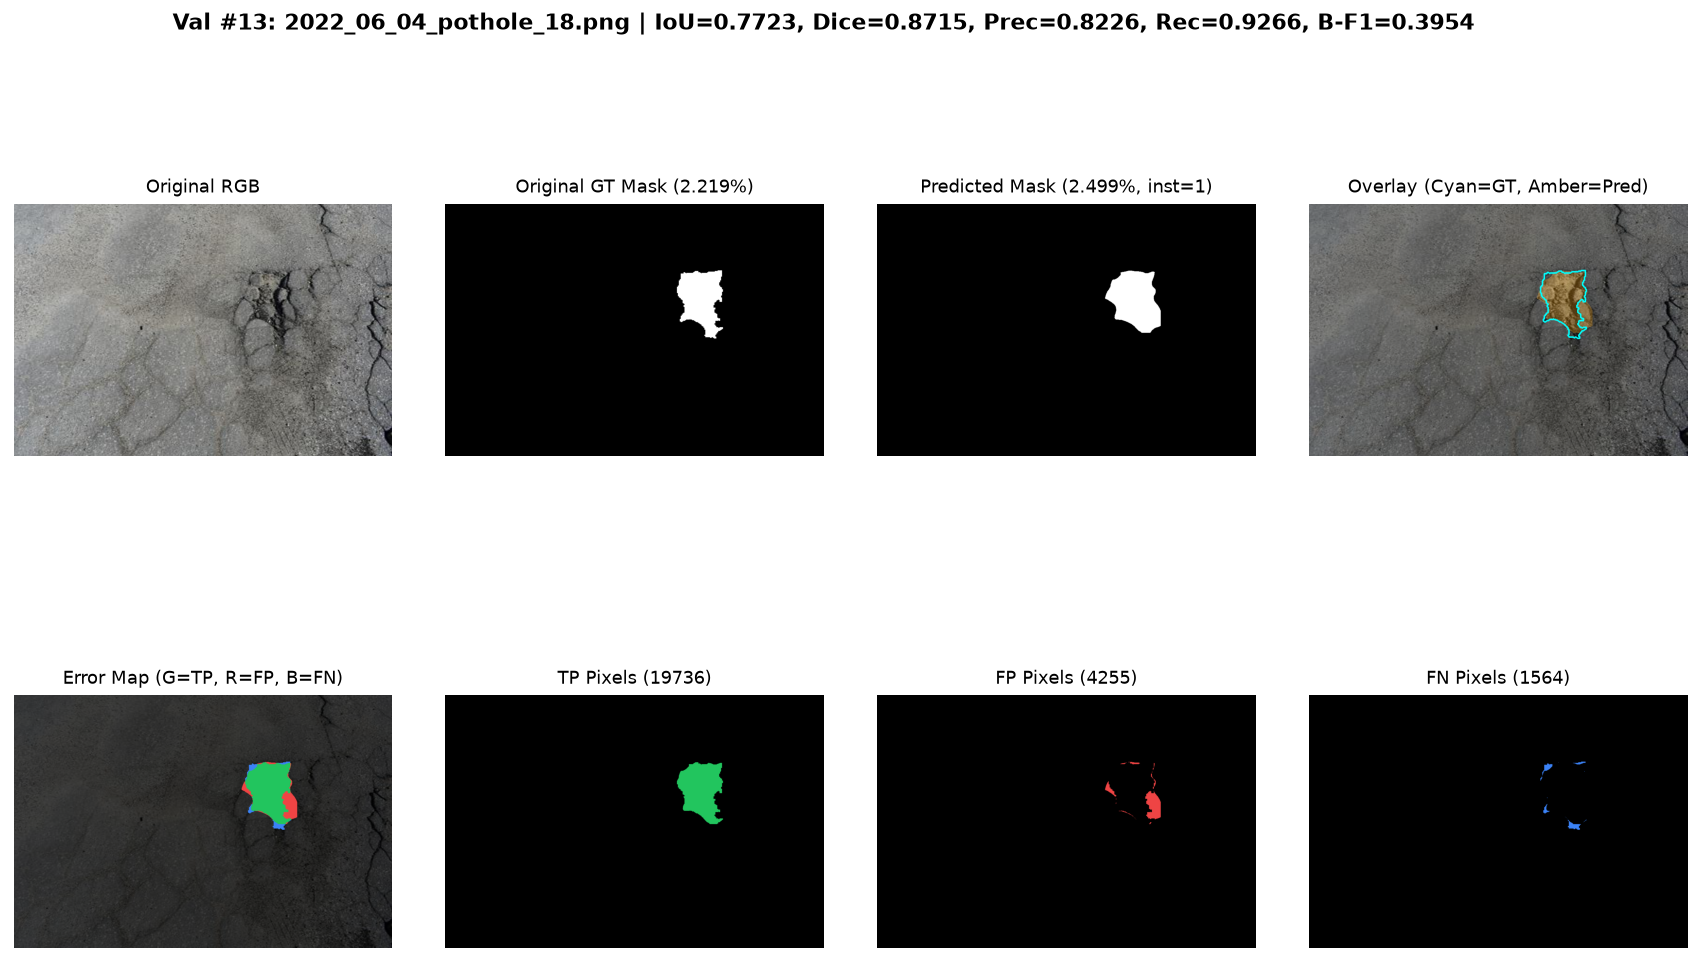 Val #13: 2022_06_04_pothole_18.png | IoU=0.7723, Dice=0.8715, Prec=0.8226, Rec=0.9266, B-F1=0.3954
Original RGB
Original GT Mask (2.219%)
Predicted Mask (2.499%, inst=1)
Overlay (Cyan=GT, Amber=Pred)
Error Map (G=TP, R=FP, B=FN)
TP Pixels (19736)
FP Pixels (4255)
FN Pixels (1564)